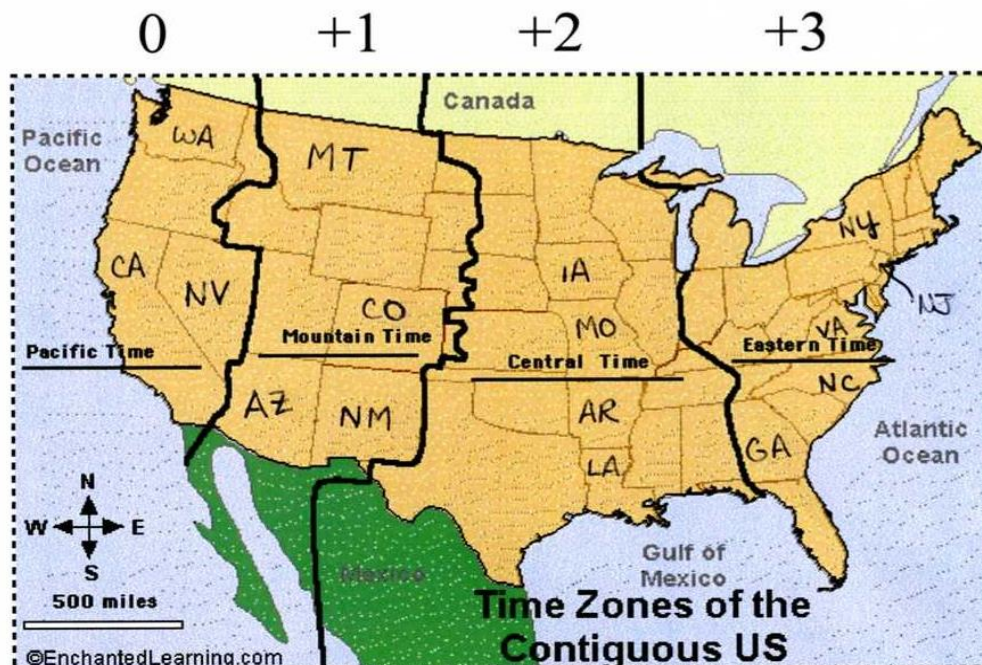 0 +1 +2 +3
Canada
Pacific
Ocean
WA
MT
NY
CA
NV
IA
NJ
CO
MO
VA
Mountain Time
Eastern Time
Pacific Time
Central Time
NC
AZ
NM
AR
GA
Atlantic
Ocean
LA
N
W E
S
Gulf of
Mexico
Mexico
500 miles
Time Zones of the
Contiguous US
©EnchantedLearning.com